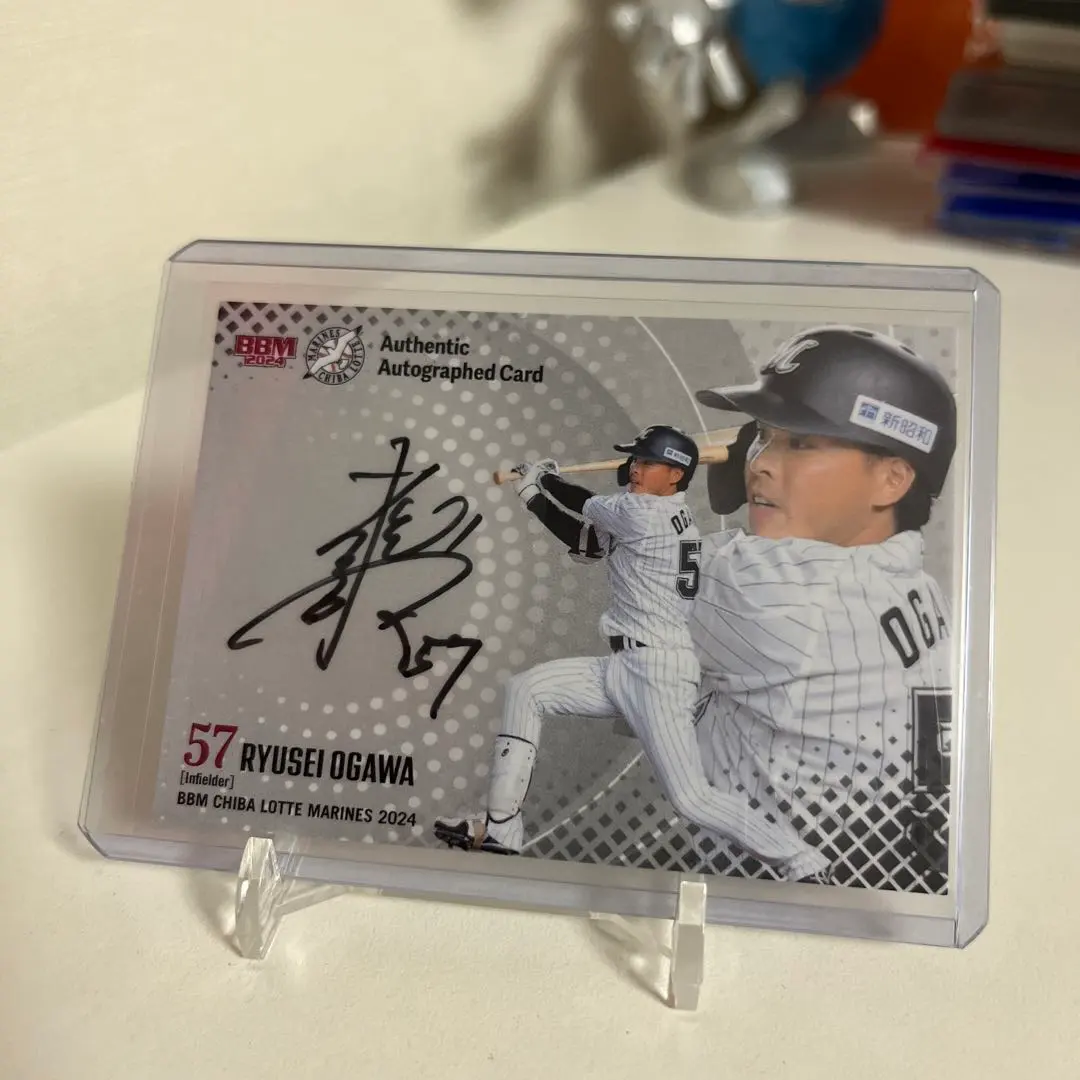 BBM
2024
MARINES
CHIBA LOTTE
Authentic
Autographed Card
新昭和
OGA
5
57
57 RYUSEI OGAWA
[Infielder]
BBM CHIBA LOTTE MARINES 2024